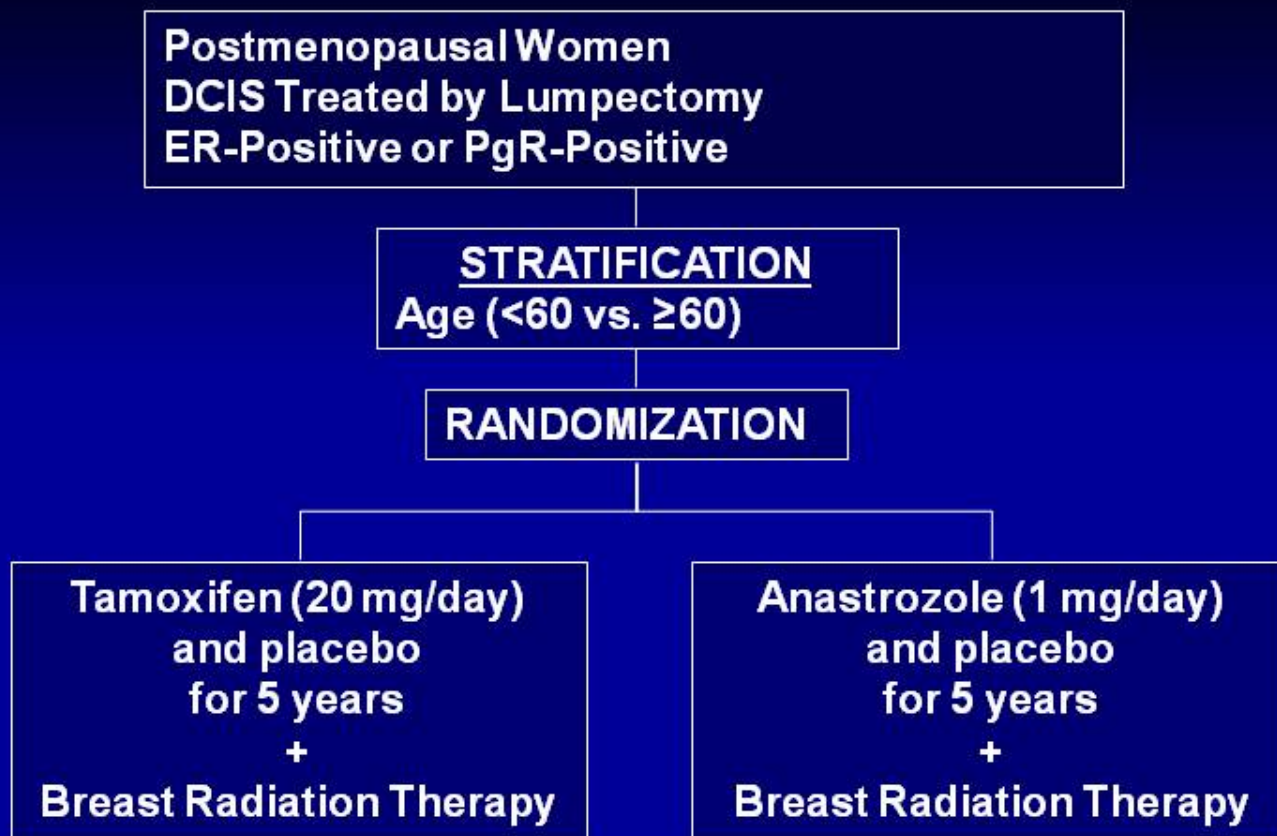 Postmenopausal Women
DCIS Treated by Lumpectomy
ER-Positive or PgR-Positive
STRATIFICATION
Age (<60 vs. ≥60)
RANDOMIZATION
Tamoxifen (20 mg/day)
and placebo
for 5 years
+
Breast Radiation Therapy
Anastrozole (1 mg/day)
and placebo
for 5 years
+
Breast Radiation Therapy